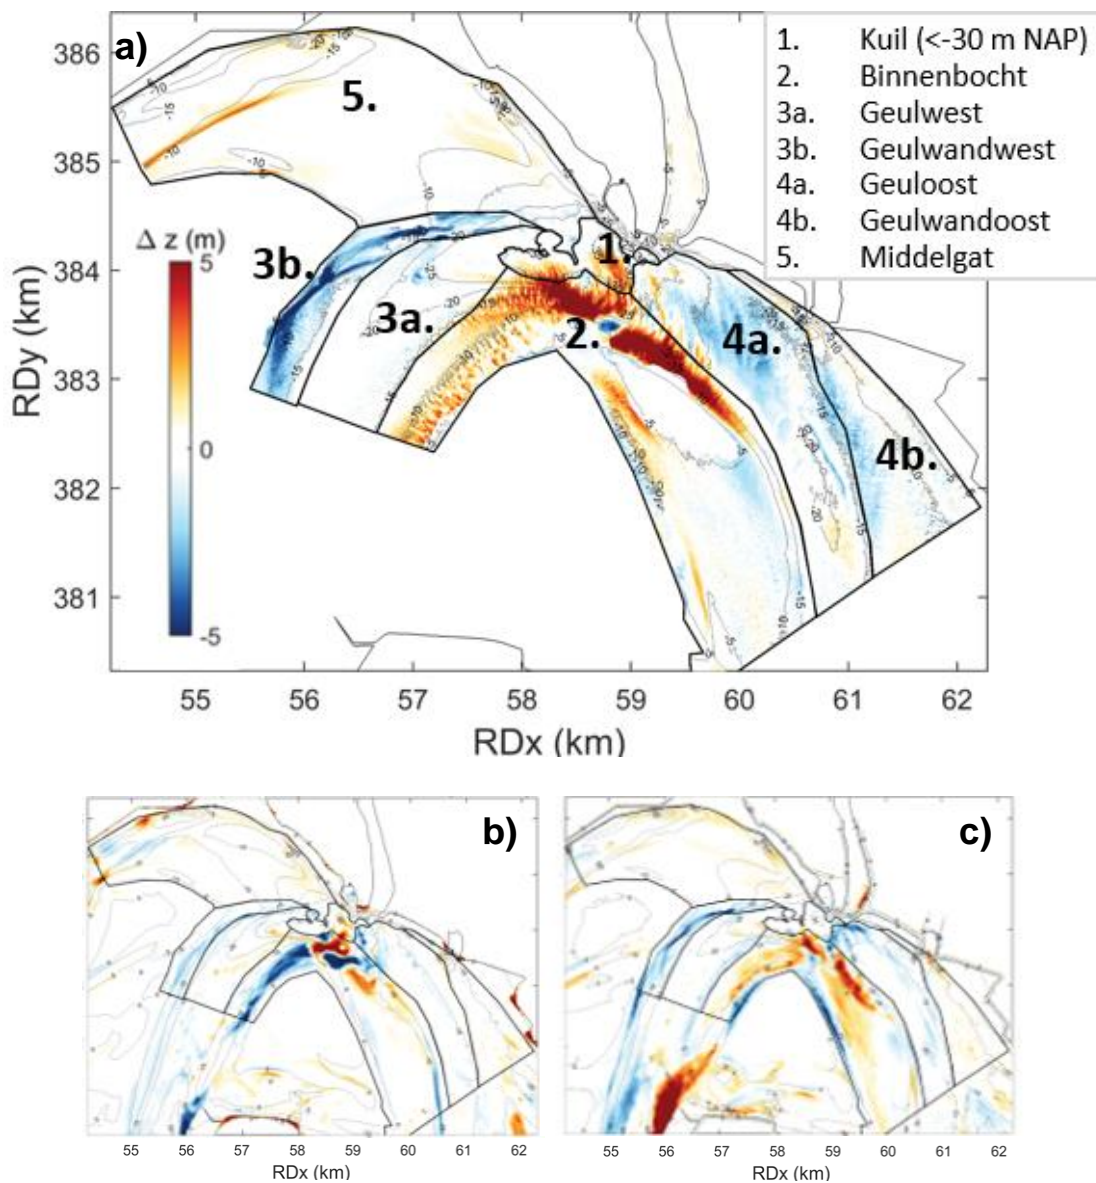 a)
1. Kuil (<-30 m NAP)
2. Binnenbocht
3a. Geulwest
3b. Geulwandwest
4a. Geuloost
4b. Geulwandoost
5. Middelgat
386
385
384
383
382
381
RDy (km)
Δ z (m)
5
0
-5
5.
3b.
3a.
1.
2.
4a.
4b.
55 56 57 58 59 60 61 62
RDx (km)
b)
c)
55 56 57 58 59 60 61 62
RDx (km)
55 56 57 58 59 60 61 62
RDx (km)